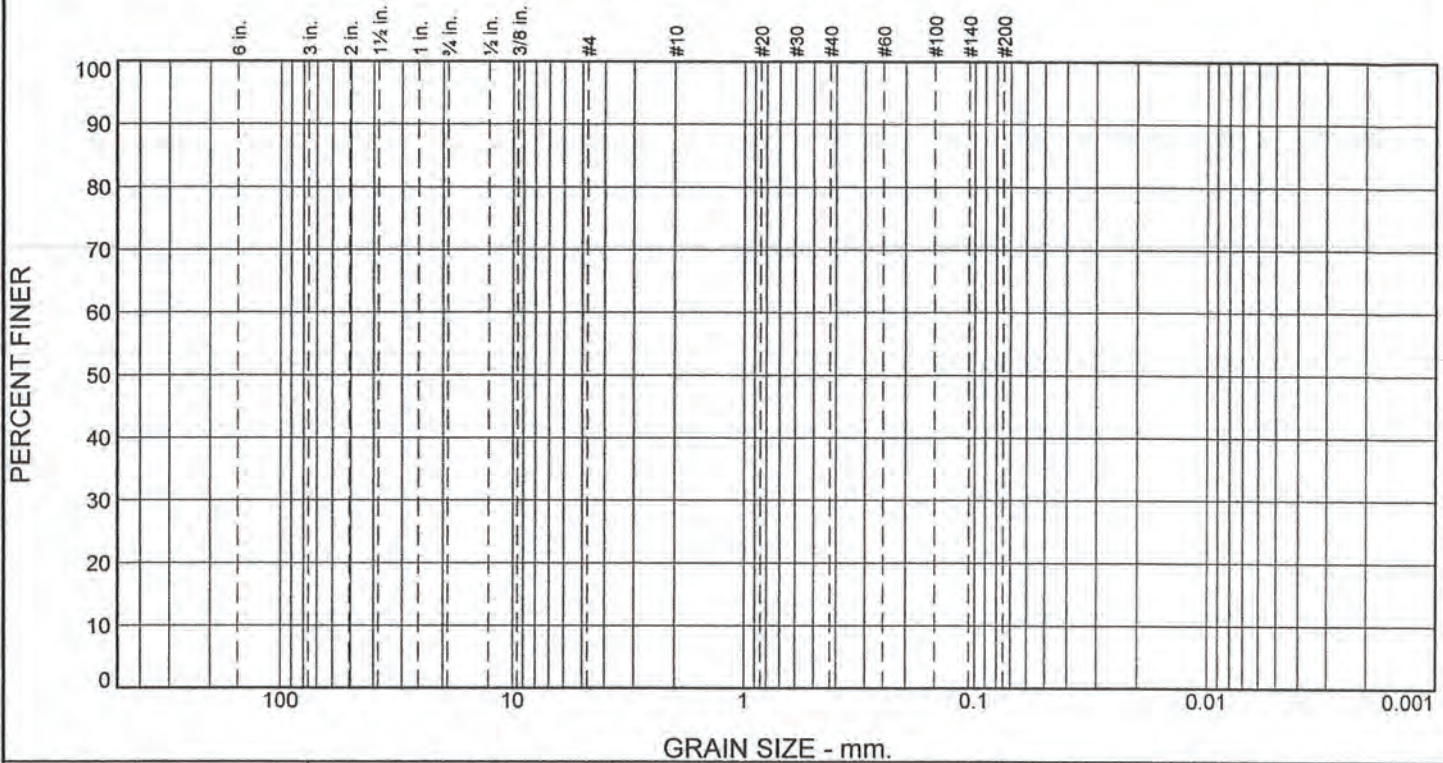 6 in. 3 in. 2 in. 1½ in. 1 in. ¾ in. ½ in. 3/8 in. #4 #10 #20 #30 #40 #60 #100 #140 #200
100
90
80
70
60
50
40
30
20
10
0
PERCENT FINER
100 10 1 0.1 0.01 0.001
GRAIN SIZE - mm.